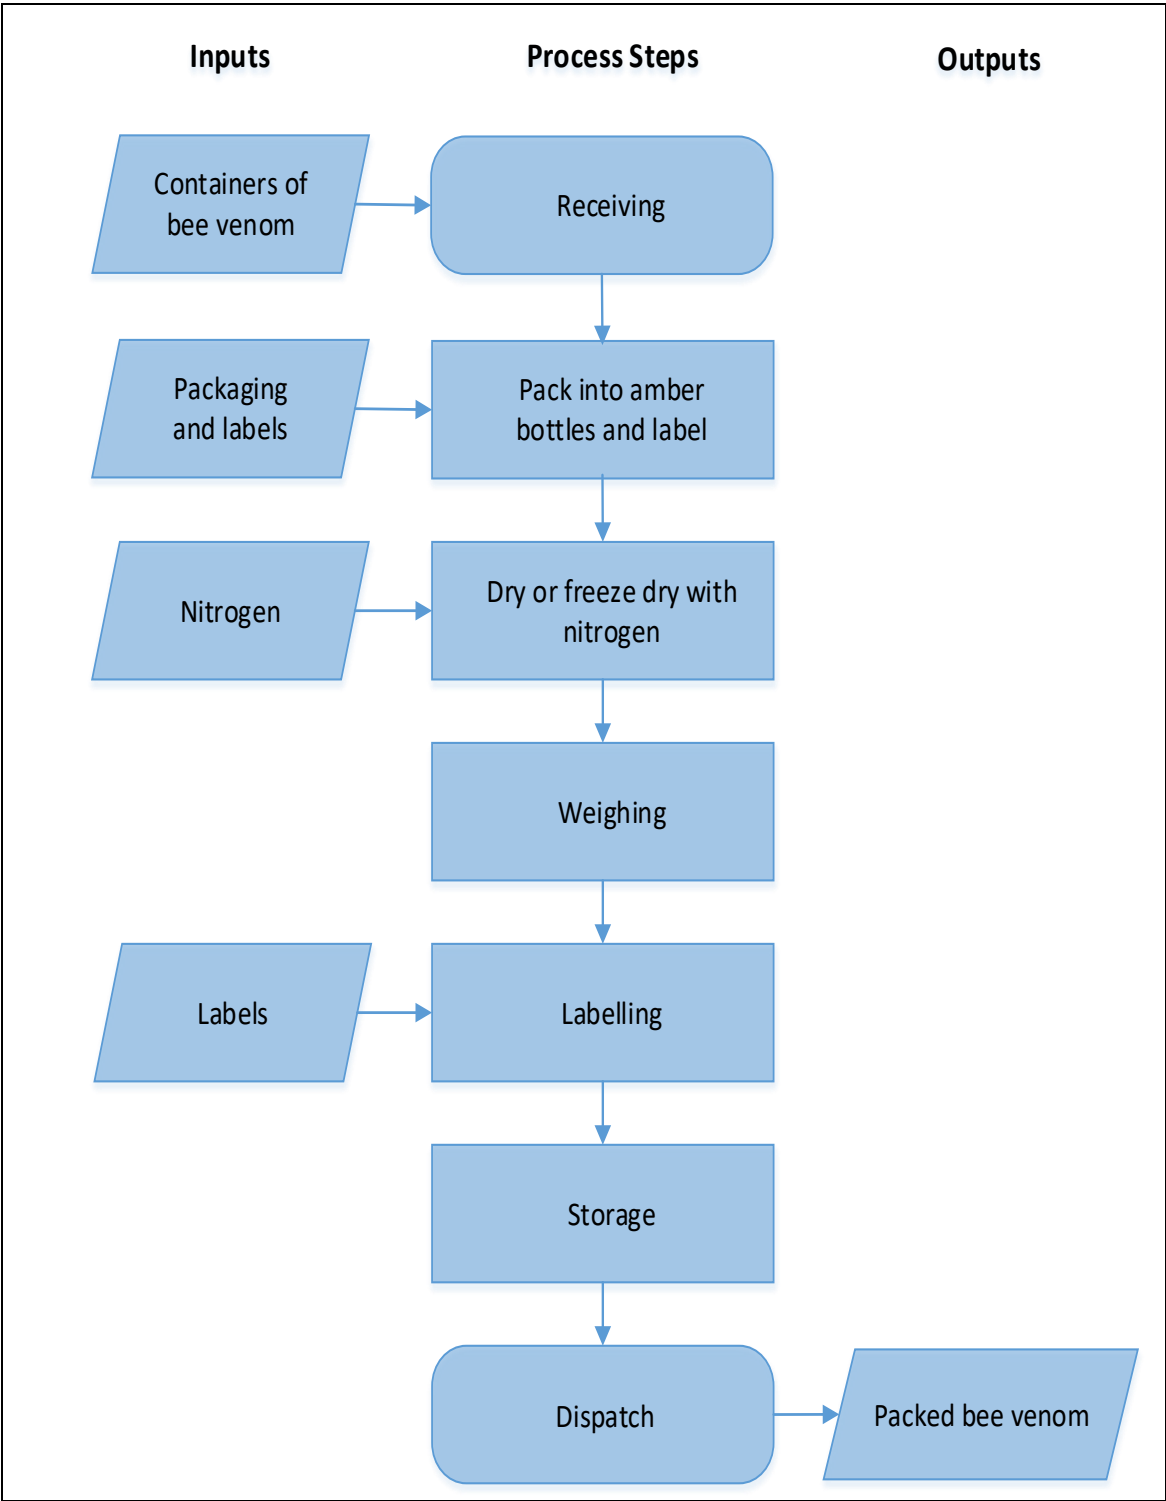 Inputs
Process Steps
Outputs
Containers of
bee venom
Receiving
Packaging
and labels
Pack into amber
bottles and label
Nitrogen
Dry or freeze dry with
nitrogen
Weighing
Labels
Labelling
Storage
Dispatch
Packed bee venom